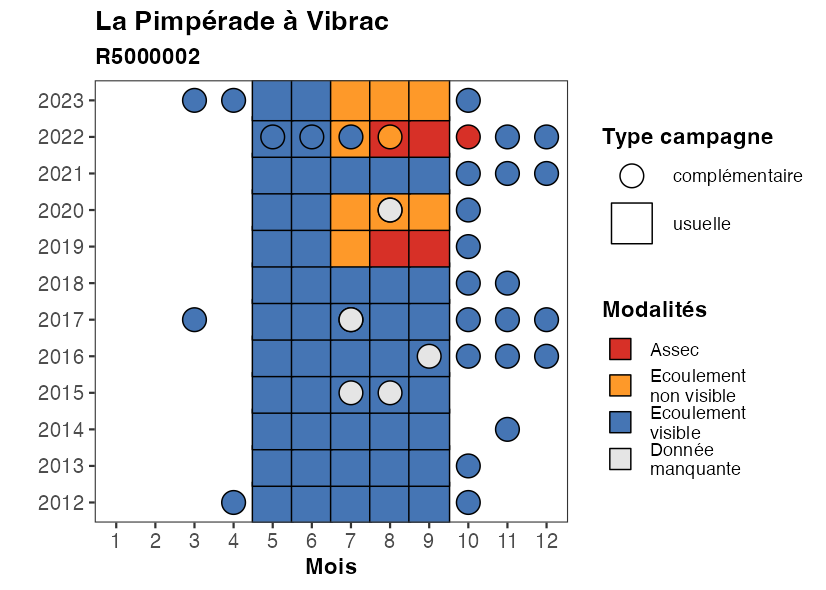 La Pimpérade à Vibrac
R5000002
2023
2022
2021
2020
2019
2018
2017
2016
2015
2014
2013
2012
1 2 3 4 5 6 7 8 9 10 11 12
Mois
Type campagne
complémentaire
usuelle
Modalités
Assec
Ecoulement
non visible
Ecoulement
visible
Donnée
manquante